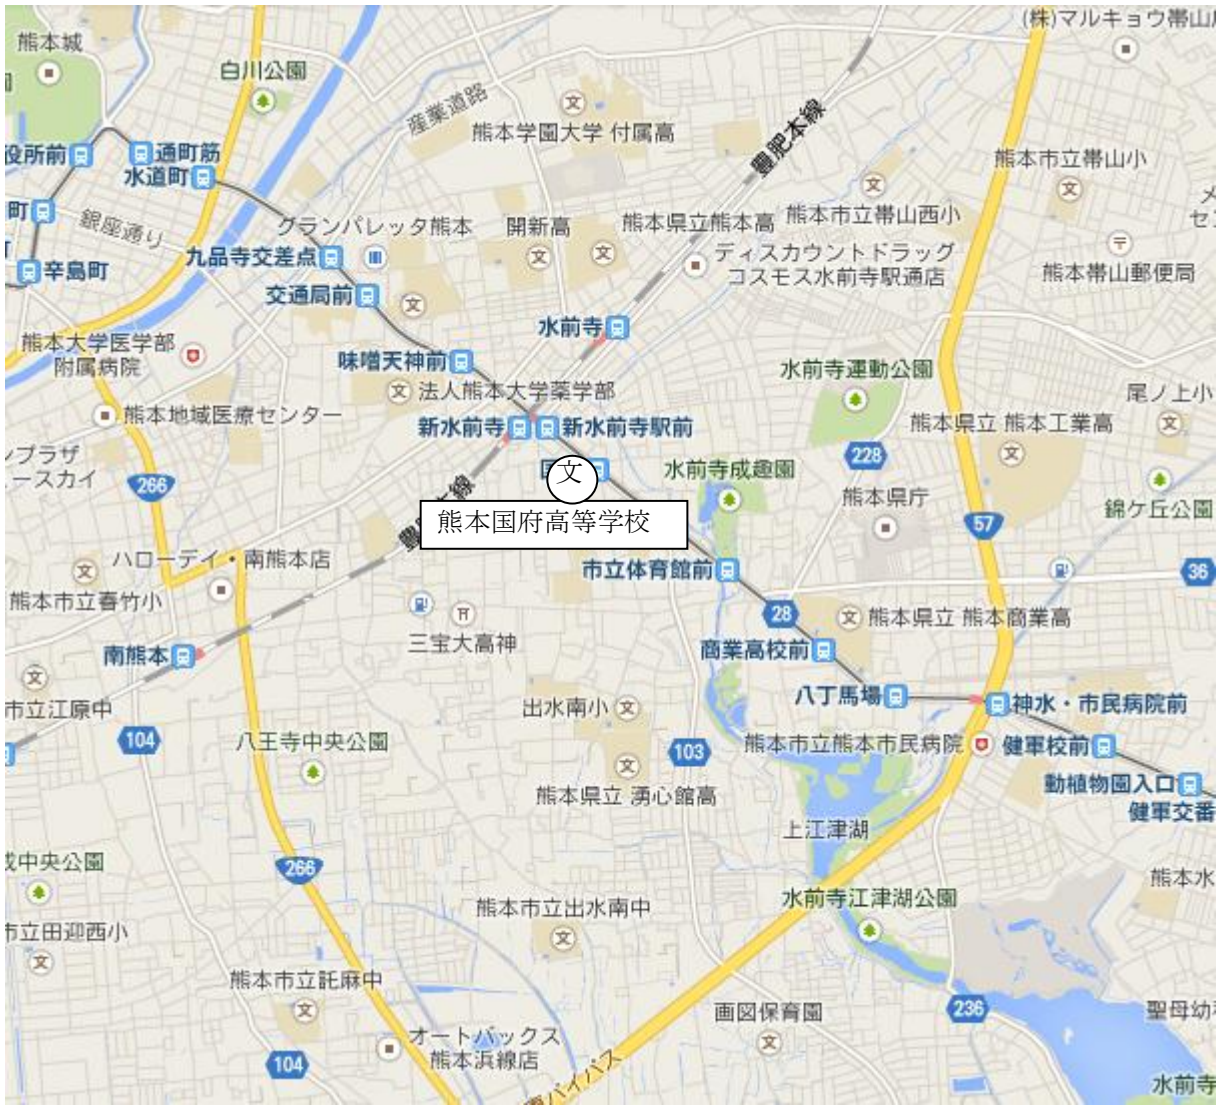 (株)マルキョウ帯山
熊本城
白川公園
産業道路
熊本学園大学 付属高
豊肥本線
役所前
通町筋
水道町
熊本市立帯山小
町
銀座通り
グランパレッタ熊本
開新高
熊本県立熊本高
熊本市立帯山西小
辛島町
九品寺交差点
ディスカウントドラッグ
コスモス水前寺駅通店
熊本帯山郵便局
交通局前
水前寺
熊本大学医学部
附属病院
味噌天神前
水前寺運動公園
法人熊本大学薬学部
尾ノ上小
熊本地域医療センター
新水前寺
新水前寺駅前
熊本県立 熊本工業高
ンプラザ
ースカイ
266
文
水前寺成趣園
228
熊本県庁
錦ケ丘公園
熊本国府高等学校
57
ハローデイ・南熊本店
市立体育館前
36
熊本市立春竹小
三宝大高神
28
熊本県立 熊本商業高
南熊本
商業高校前
市立江原中
出水南小
八丁馬場
神水・市民病院前
104
八王寺中央公園
103
熊本市立熊本市民病院
健軍校前
熊本県立 湧心館高
動植物園入口
健軍交番
上江津湖
中央公園
266
熊本水
水前寺江津湖公園
熊本市立出水南中
市立田迎西小
熊本市立託麻中
画図保育園
236
聖母幼
オートバックス
熊本浜線店
104
バイパス
水前寺